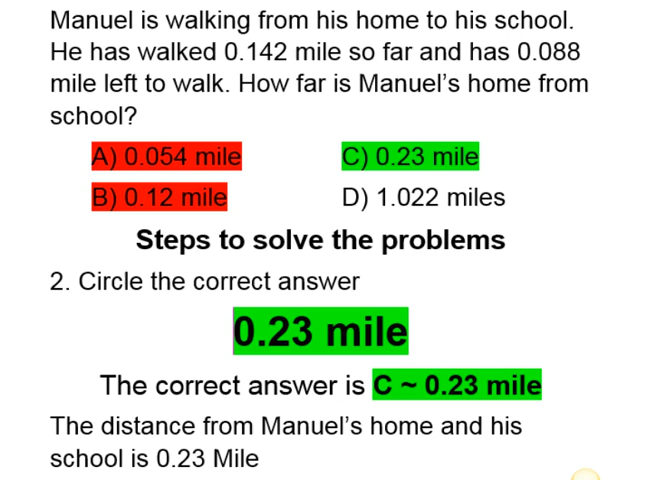 Manuel is walking from his home to his school.
He has walked 0.142 mile so far and has 0.088
mile left to walk. How far is Manuel’s home from
school?
A) 0.054 mile
C) 0.23 mile
B) 0.12 mile
D) 1.022 miles
Steps to solve the problems
2. Circle the correct answer
0.23 mile
The correct answer is C ~ 0.23 mile
The distance from Manuel’s home and his
school is 0.23 Mile